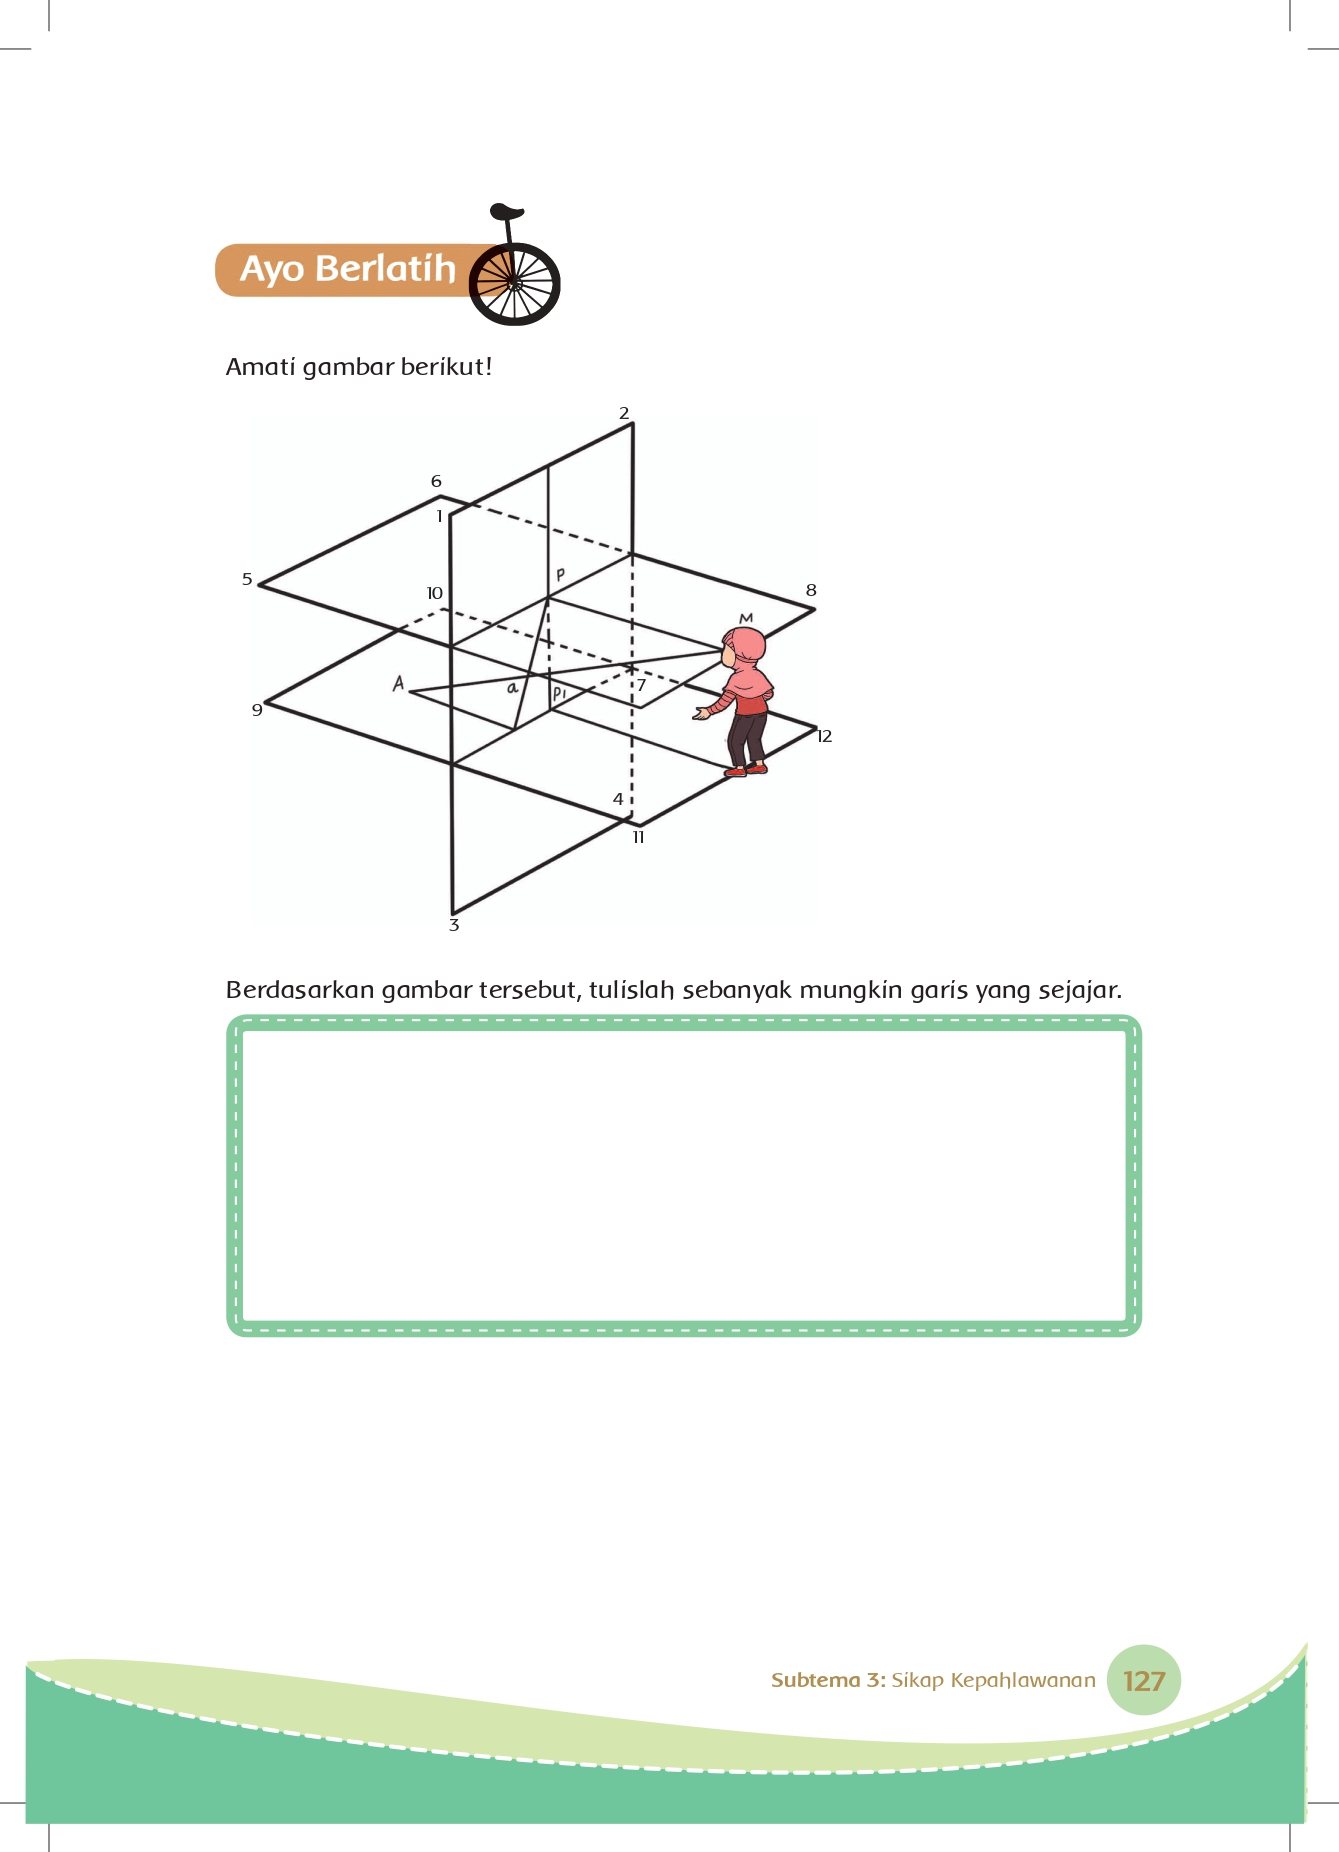 Ayo Berlatih
Amati gambar berikut!
2
6
1
5
10
P
8
M
A
a
P1
7
9
12
4
11
3
Berdasarkan gambar tersebut, tulislah sebanyak mungkin garis yang sejajar.
Subtema 3: Sikap Kepahlawanan 127